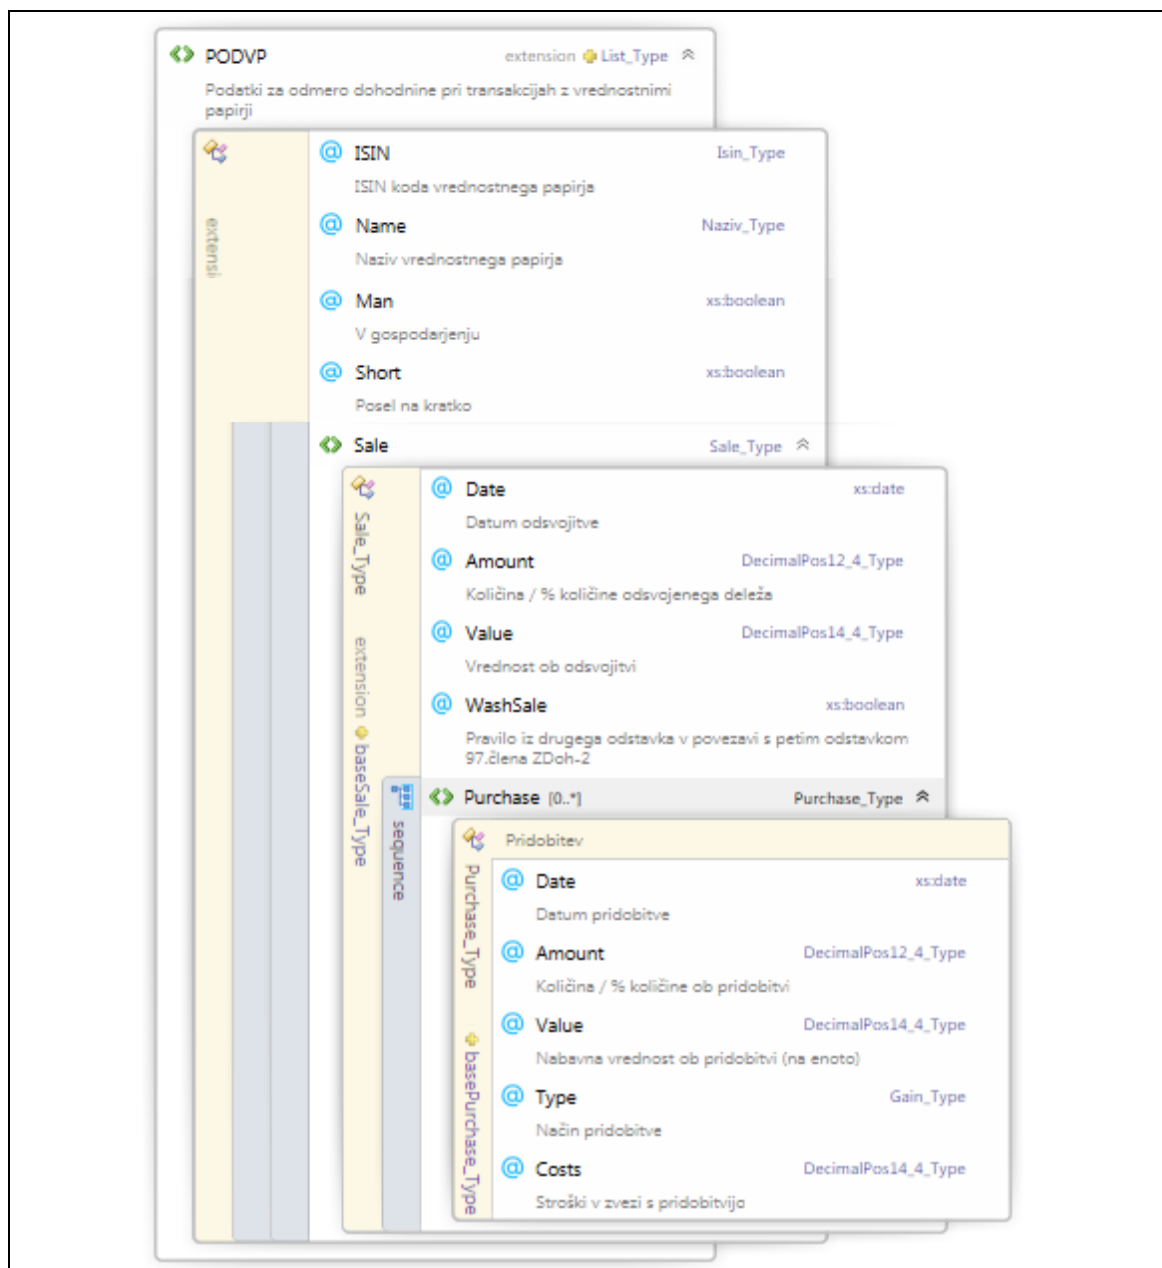 PODVP extension List_Type
Podatki za odmero dohodnine pri transakcijah z vrednostnimi
papirji
extensi
@ ISIN Isin_Type
ISIN koda vrednostnega papirja
@ Name Naziv_Type
Naziv vrednostnega papirja
@ Man xs:boolean
V gospodarjenju
@ Short xs:boolean
Posel na kratko
Sale Sale_Type
Sale_Type extension baseSale_Type
@ Date xs:date
Datum odsvojitve
@ Amount DecimalPos12_4_Type
Količina / % količine odsvojenega deleža
@ Value DecimalPos14_4_Type
Vrednost ob odsvojitvi
@ WashSale xs:boolean
Pravilo iz drugega odstavka v povezavi s petim odstavkom
97.člena ZDoh-2
sequence
Purchase [0..*] Purchase_Type
Purchase_Type basePurchase_Type
Pridobitev
@ Date xs:date
Datum pridobitve
@ Amount DecimalPos12_4_Type
Količina / % količine ob pridobitvi
@ Value DecimalPos14_4_Type
Nabavna vrednost ob pridobitvi (na enoto)
@ Type Gain_Type
Način pridobitve
@ Costs DecimalPos14_4_Type
Stroški v zvezi s pridobitvijo